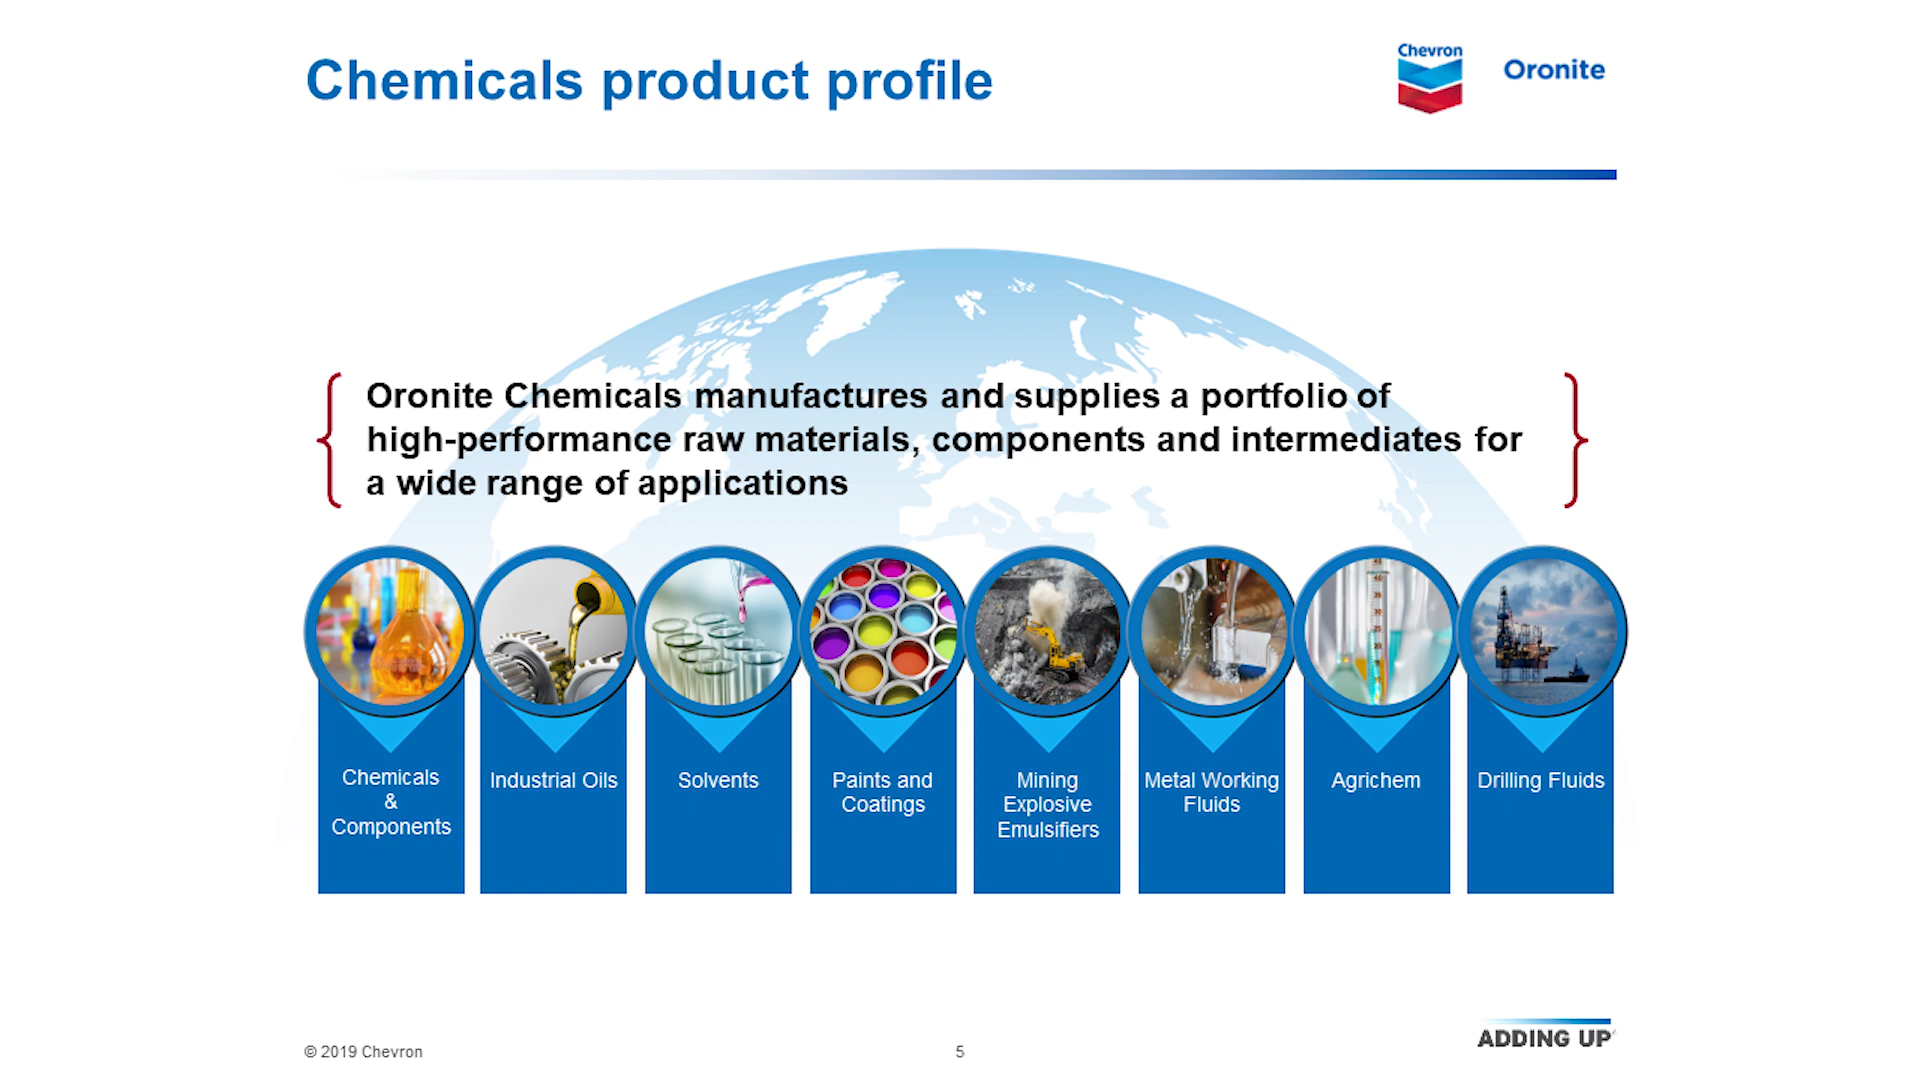 Chemicals product profile
Chevron
Oronite
Oronite Chemicals manufactures and supplies a portfolio of
high-performance raw materials, components and intermediates for
a wide range of applications
Chemicals
&
Components
Industrial Oils
Solvents
Paints and
Coatings
Mining
Explosive
Emulsifiers
Metal Working
Fluids
Agrichem
Drilling Fluids
© 2019 Chevron
5
ADDING UP